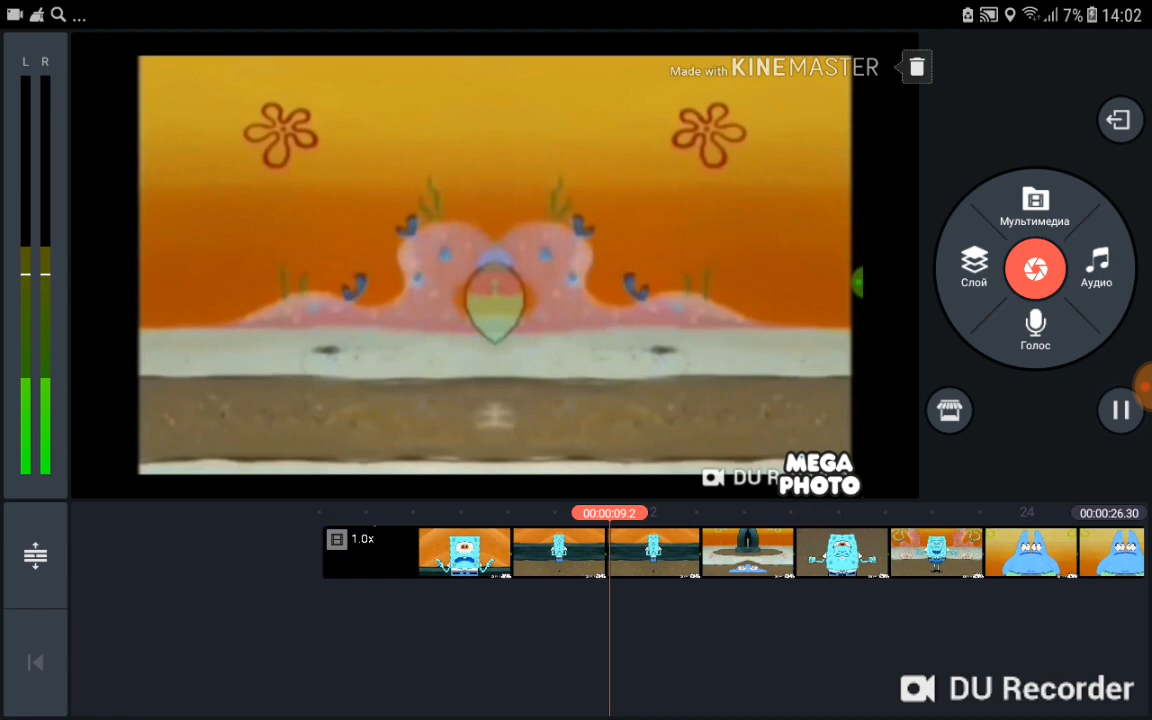 ...
7%
14:02
L R
Made with KINEMASTER
Мультимедиа
Слой
Аудио
Голос
DU R
MEGA
PHOTO
00:00:09.2
2
24
00:00:26.30
1.0x
DU Recorder